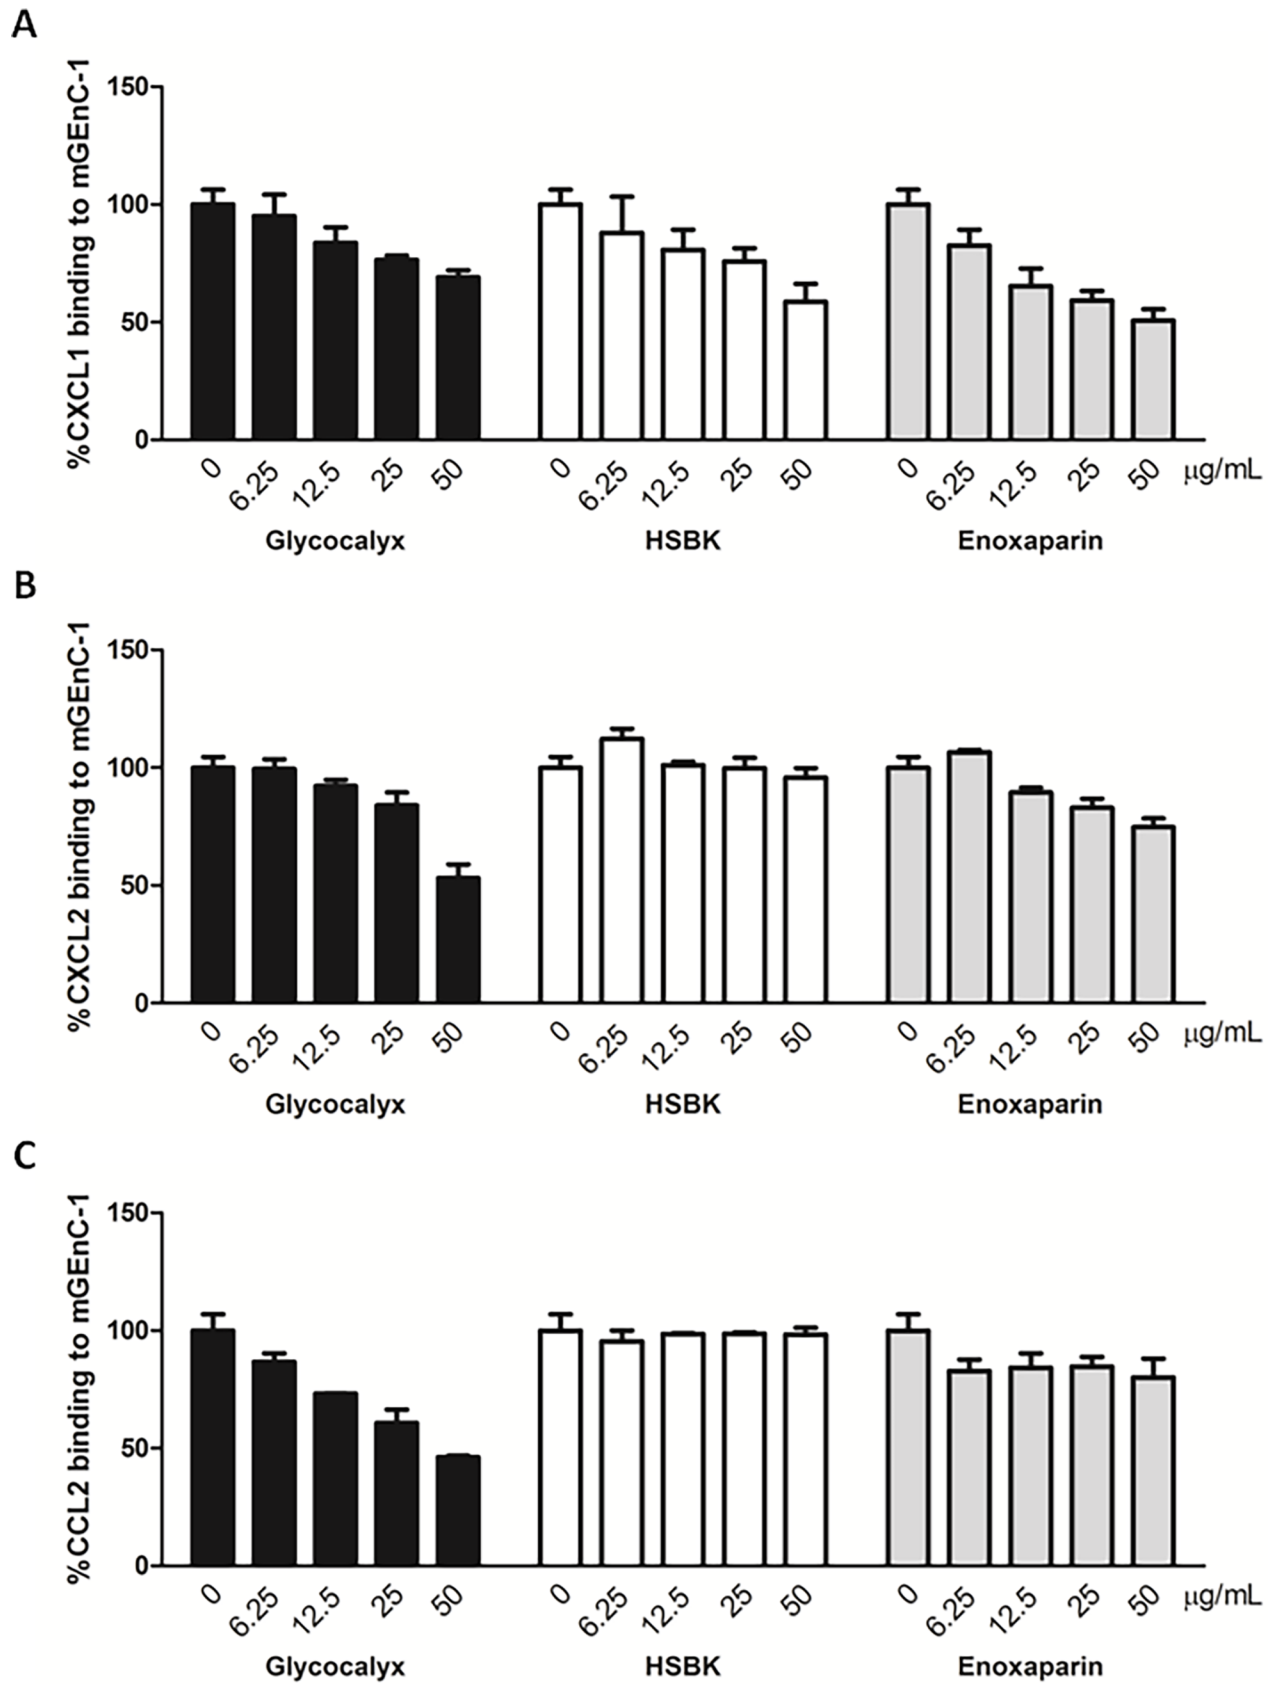 A
%CXCL1 binding to mGEnC-1
150
100
50
0
0 6.25 12.5 25 50 0 6.25 12.5 25 50 0 6.25 12.5 25 50 μg/mL
Glycocalyx HSBK Enoxaparin
B
%CXCL2 binding to mGEnC-1
150
100
50
0
0 6.25 12.5 25 50 0 6.25 12.5 25 50 0 6.25 12.5 25 50 μg/mL
Glycocalyx HSBK Enoxaparin
C
%CCL2 binding to mGEnC-1
150
100
50
0
0 6.25 12.5 25 50 0 6.25 12.5 25 50 0 6.25 12.5 25 50 μg/mL
Glycocalyx HSBK Enoxaparin